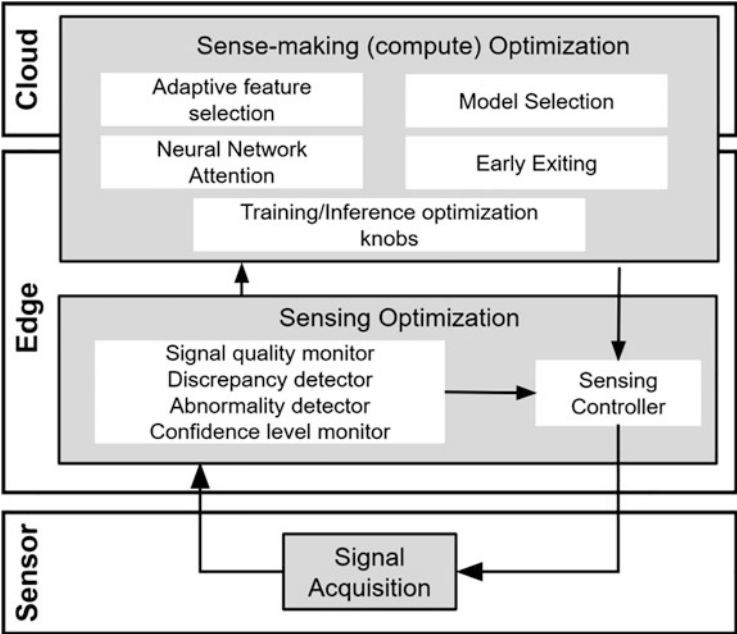 Cloud
Sense-making (compute) Optimization
Adaptive feature
selection
Model Selection
Neural Network
Attention
Early Exiting
Training/Inference optimization
knobs
Edge
Sensing Optimization
Signal quality monitor
Discrepancy detector
Abnormality detector
Confidence level monitor
Sensing
Controller
Sensor
Signal
Acquisition